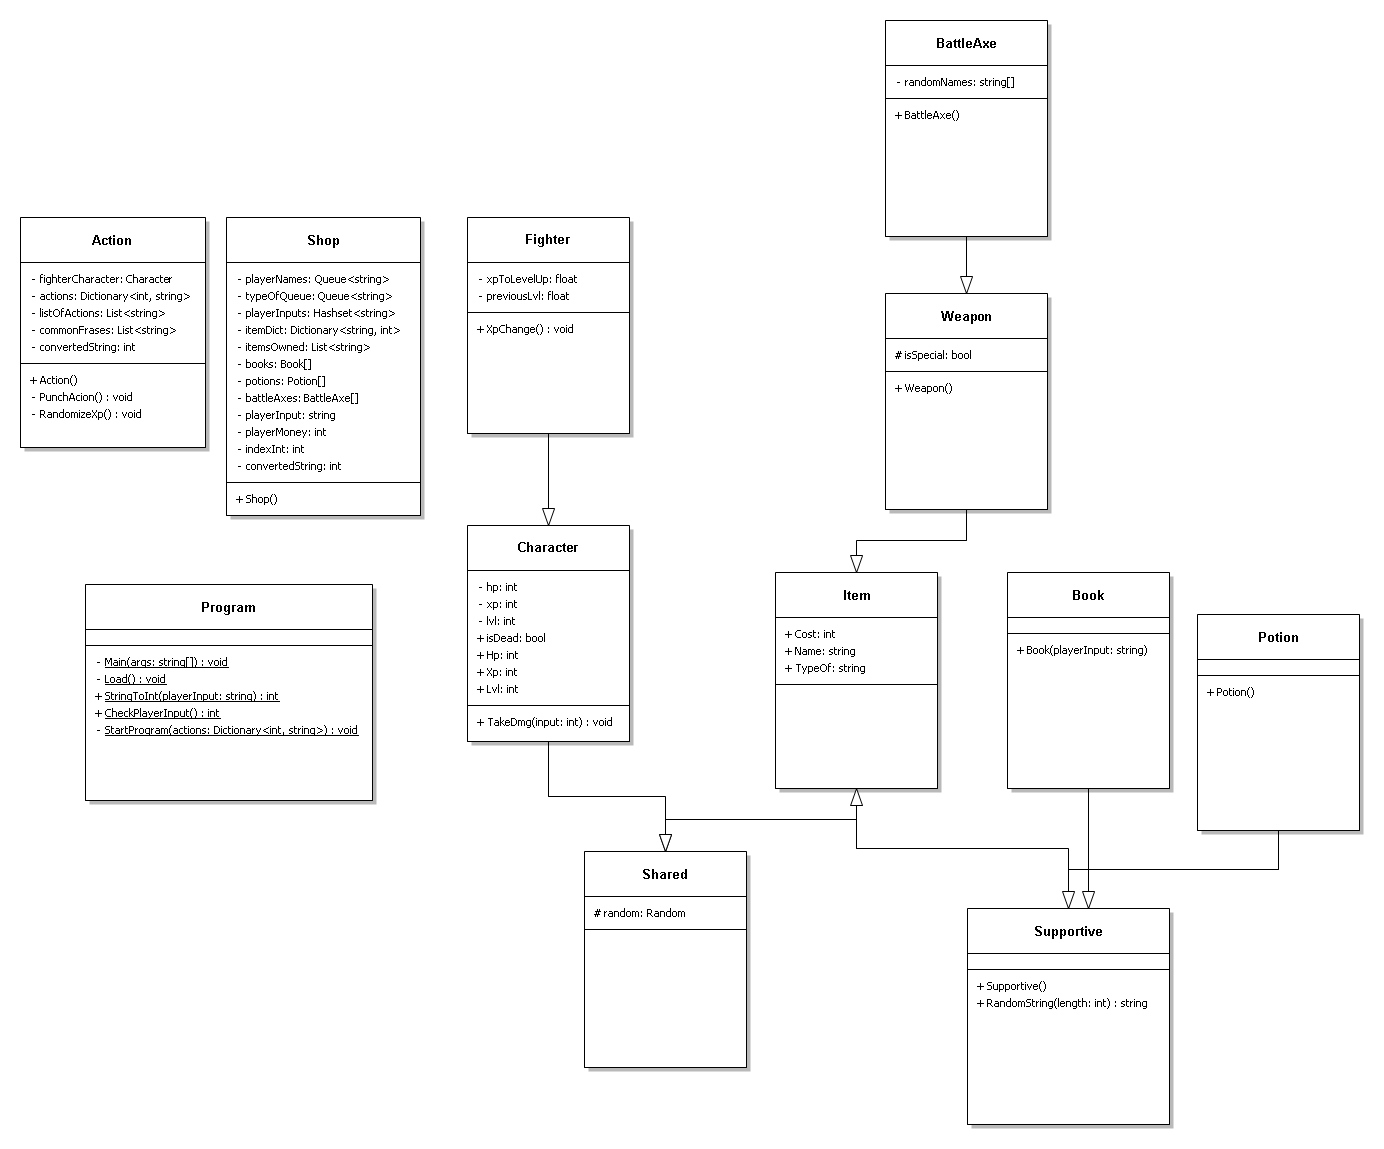 BattleAxe
- randomNames: string[]
+ BattleAxe()
Action
- fighterCharacter: Character
- actions: Dictionary<int, string>
- listOfActions: List<string>
- commonFrases: List<string>
- convertedString: int
+ Action()
- PunchAcion() : void
- RandomizeXp() : void
Shop
- playerNames: Queue<string>
- typeOfQueue: Queue<string>
- playerInputs: Hashset<string>
- itemDict: Dictionary<string, int>
- itemsOwned: List<string>
- books: Book[]
- potions: Potion[]
- battleAxes: BattleAxe[]
- playerInput: string
- playerMoney: int
- indexInt: int
- convertedString: int
+ Shop()
Fighter
- xpToLevelUp: float
- previousLvl: float
+ XpChange() : void
Weapon
# isSpecial: bool
+ Weapon()
Character
- hp: int
- xp: int
- lvl: int
+ isDead: bool
+ Hp: int
+ Xp: int
+ Lvl: int
+ TakeDmg(input: int) : void
Item
+ Cost: int
+ Name: string
+ TypeOf: string
Book
+ Book(playerInput: string)
Potion
+ Potion()
Program
- Main(args: string[]) : void
- Load() : void
+ StringToInt(playerInput: string) : int
+ CheckPlayerInput() : int
- StartProgram(actions: Dictionary<int, string>) : void
Shared
# random: Random
Supportive
+ Supportive()
+ RandomString(length: int) : string